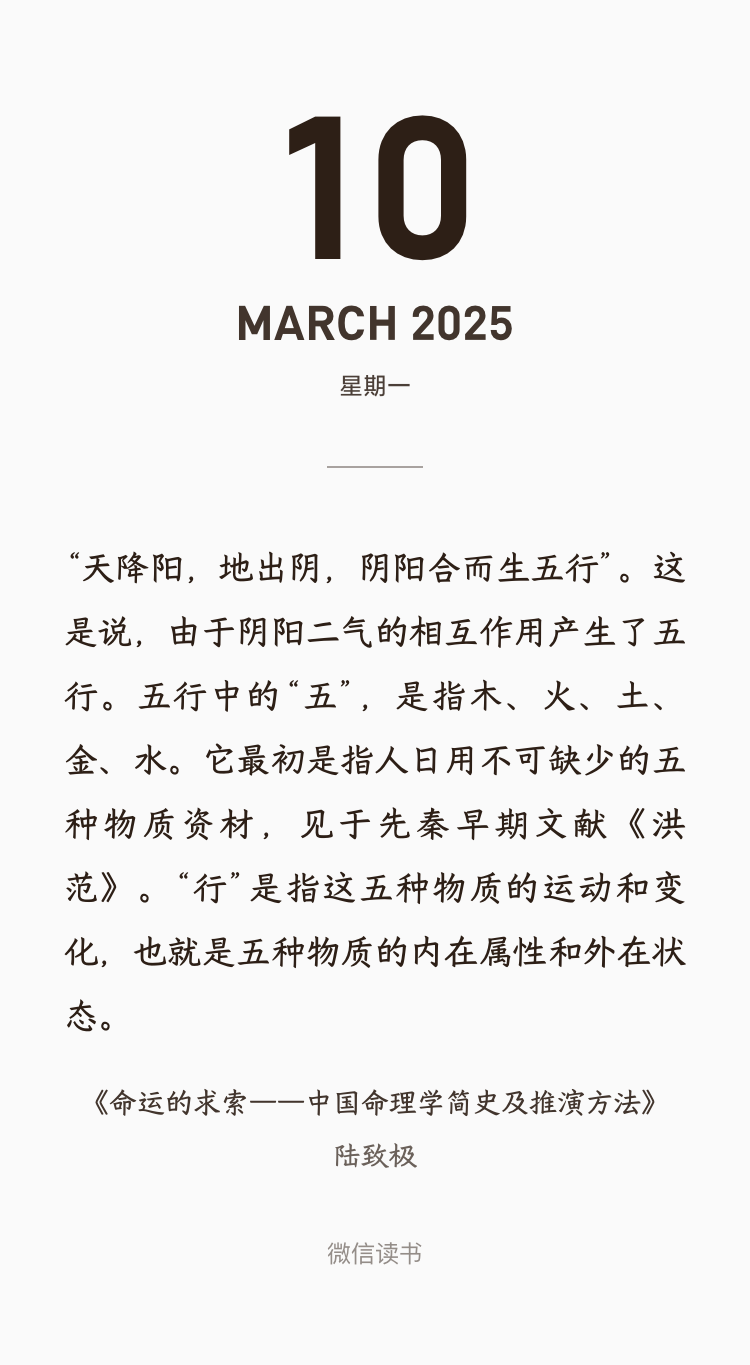 10
MARCH 2025
星期一
“天降阳，地出阴，阴阳合而生五行”。这
是说，由于阴阳二气的相互作用产生了五
行。五行中的“五”，是指木、火、土、
金、水。它最初是指人日用不可缺少的五
种物质资材，见于先秦早期文献《洪
范》。“行”是指这五种物质的运动和变
化，也就是五种物质的内在属性和外在状
态。
《命运的求索——中国命理学简史及推演方法》
陆致极
微信读书